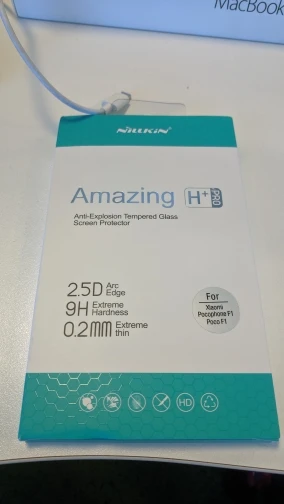 MacBook
NILLKIN
Amazing H+ PRO
Anti-Explosion Tempered Glass
Screen Protector
2.5D Arc Edge
9H Extreme Hardness
0.2MM Extreme thin
For
Xiaomi
Pocophone F1
Poco F1
HD